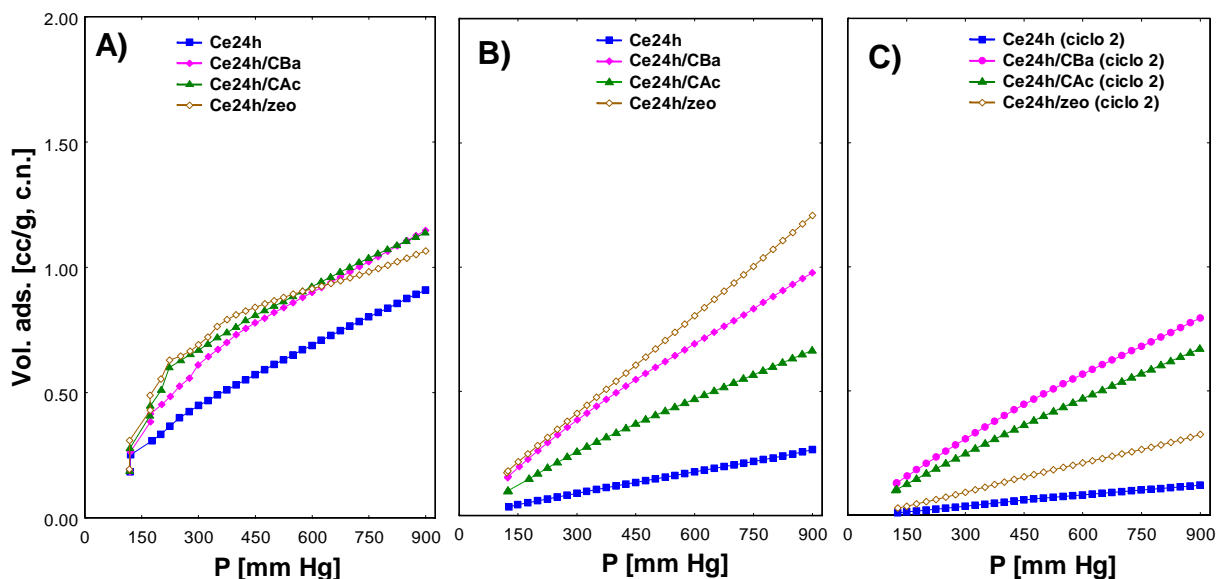 A)
Ce24h
Ce24h/CBa
Ce24h/CAc
Ce24h/zeo
Vol. ads. [cc/g, c.n.]
2.00
1.50
1.00
0.50
0.00
0 150 300 450 600 750 900
P [mm Hg]
B)
Ce24h
Ce24h/CBa
Ce24h/CAc
Ce24h/zeo
0 150 300 450 600 750 900
P [mm Hg]
C)
Ce24h (ciclo 2)
Ce24h/CBa (ciclo 2)
Ce24h/CAc (ciclo 2)
Ce24h/zeo (ciclo 2)
0 150 300 450 600 750 900
P [mm Hg]